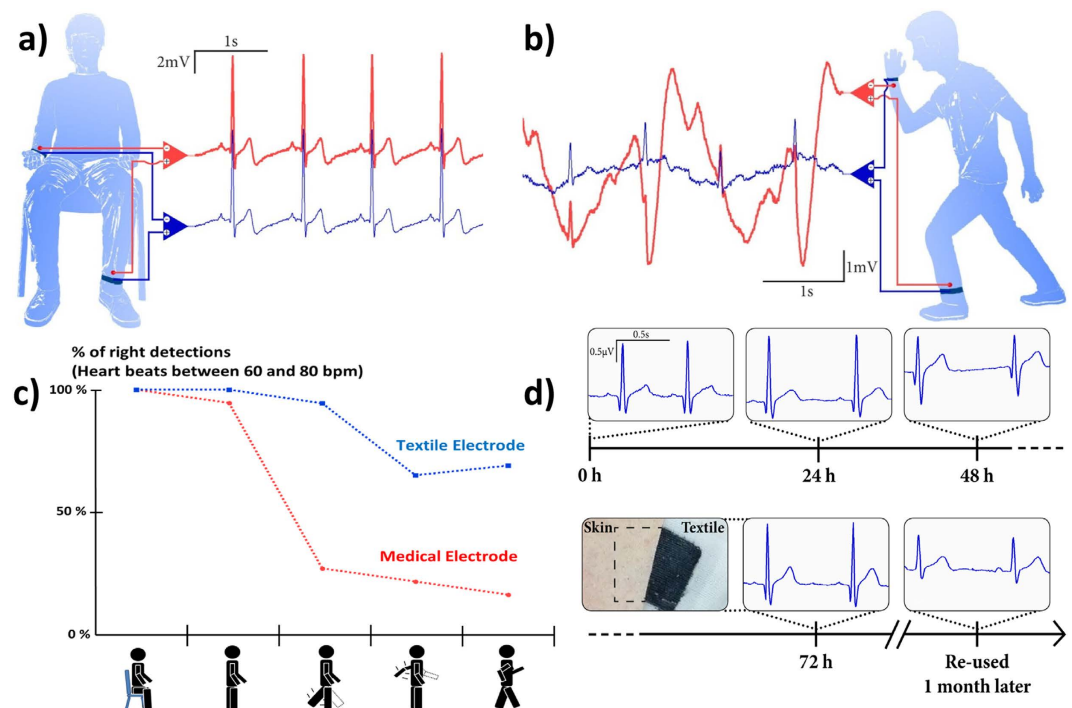 a)
1s
2mV
-
+
-
+
b)
-
+
-
+
1mV
1s
% of right detections
(Heart beats between 60 and 80 bpm)
c)
100 %
Textile Electrode
50 %
Medical Electrode
0 %
d)
0.5s
0.5μV
0 h
24 h
48 h
Skin
Textile
72 h
Re-used
1 month later